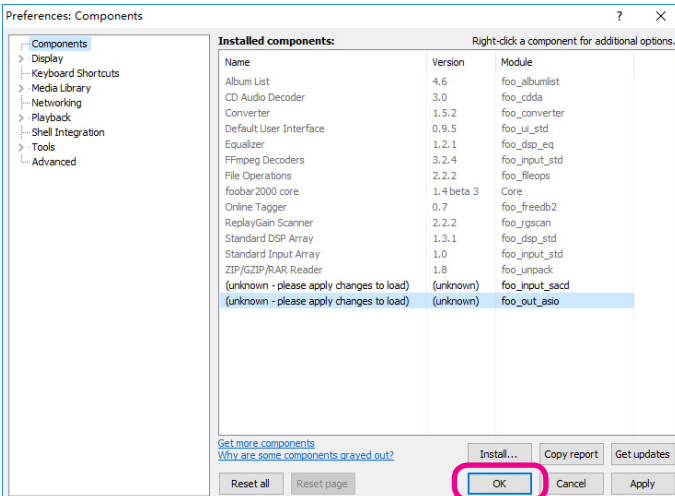 Preferences: Components ? ×
Components
Display
Keyboard Shortcuts
Media Library
Networking
Playback
Shell Integration
Tools
Advanced
Installed components: Right-click a component for additional options.
Name Version Module
Album List 4.6 foo_albumlist
CD Audio Decoder 3.0 foo_cdda
Converter 1.5.2 foo_converter
Default User Interface 0.9.5 foo_ui_std
Equalizer 1.2.1 foo_dsp_eq
FFmpeg Decoders 3.2.4 foo_input_std
File Operations 2.2.2 foo_fileops
foobar2000 core 1.4 beta 3 Core
Online Tagger 0.7 foo_freedb2
ReplayGain Scanner 2.2.2 foo_rgscan
Standard DSP Array 1.3.1 foo_dsp_std
Standard Input Array 1.0 foo_input_std
ZIP/GZIP/RAR Reader 1.8 foo_unpack
(unknown - please apply changes to load) (unknown) foo_input_sacd
(unknown - please apply changes to load) (unknown) foo_out_asio
Get more components
Why are some components grayed out?
Install... Copy report Get updates
Reset all Reset page OK Cancel Apply